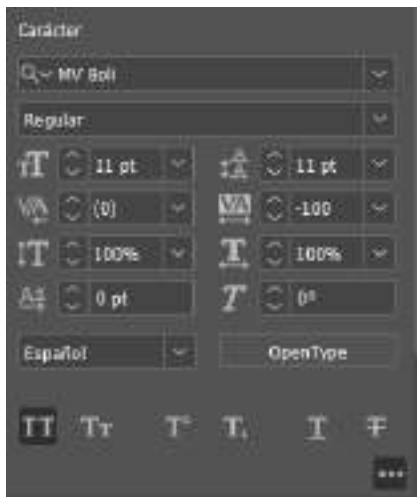 Carácter
MV Boli
Regular
11 pt 11 pt
(0) -100
100% 100%
0 pt 0º
Español OpenType